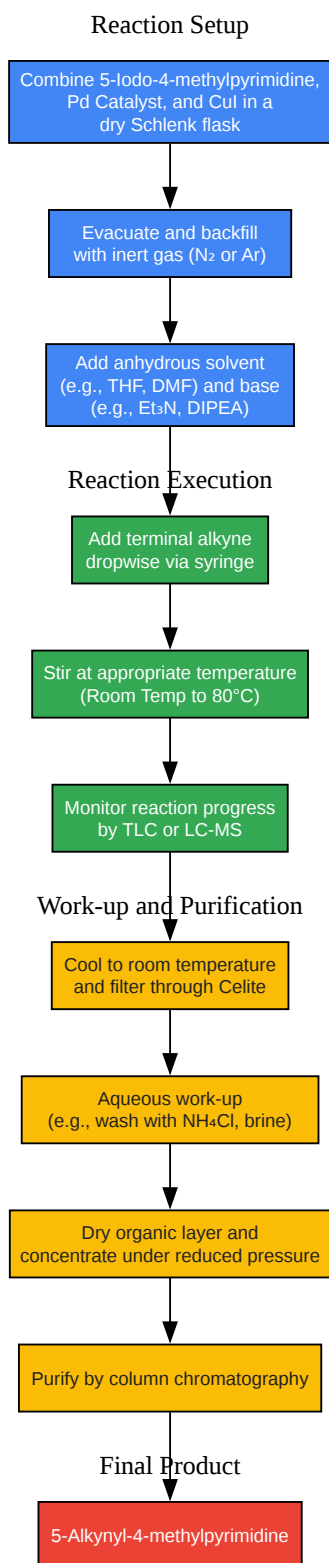 Reaction Setup
Combine 5-Iodo-4-methylpyrimidine,
Pd Catalyst, and CuI in a
dry Schlenk flask
Evacuate and backfill
with inert gas (N₂ or Ar)
Add anhydrous solvent
(e.g., THF, DMF) and base
(e.g., Et₃N, DIPEA)
Reaction Execution
Add terminal alkyne
dropwise via syringe
Stir at appropriate temperature
(Room Temp to 80°C)
Monitor reaction progress
by TLC or LC-MS
Work-up and Purification
Cool to room temperature
and filter through Celite
Aqueous work-up
(e.g., wash with NH₄Cl, brine)
Dry organic layer and
concentrate under reduced pressure
Purify by column chromatography
Final Product
5-Alkynyl-4-methylpyrimidine